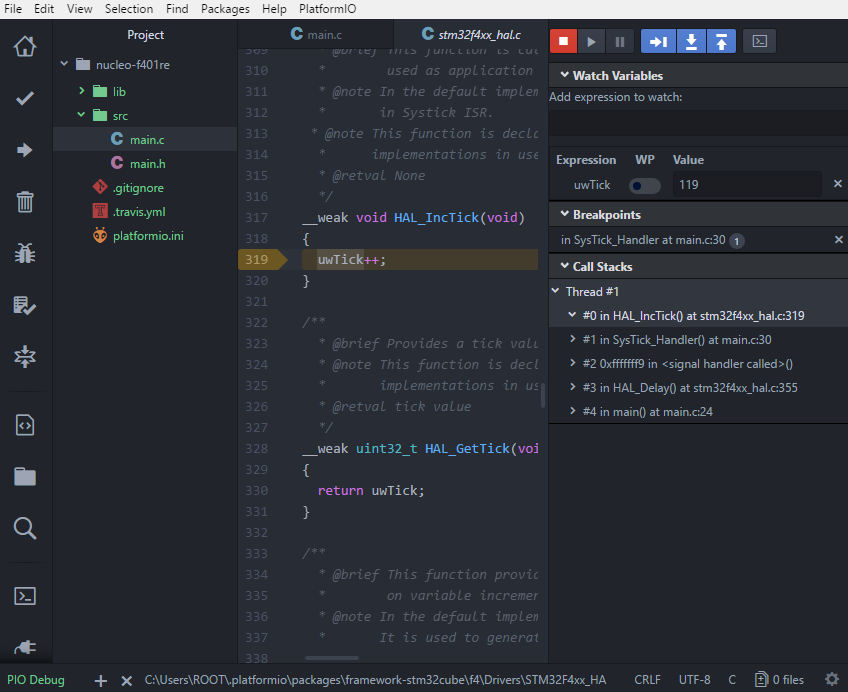 File Edit View Selection Find Packages Help PlatformIO
Project
nucleo-f401re
lib
src
main.c
main.h
.gitignore
.travis.yml
platformio.ini
main.c
stm32f4xx_hal.c
309 * @brief This function is cal
310 * used as application
311 * @note In the default implem
312 * in Systick ISR.
313 * @note This function is decla
314 * implementations in use
315 * @retval None
316 */
317 __weak void HAL_IncTick(void)
318 {
319 uwTick++;
320 }
321
322 /**
323 * @brief Provides a tick valu
324 * @note This function is decl
325 * implementations in us
326 * @retval tick value
327 */
328 __weak uint32_t HAL_GetTick(voi
329 {
330 return uwTick;
331 }
332
333 /**
334 * @brief This function provid
335 * on variable incremen
336 * @note In the default implem
337 * It is used to generat
338
Watch Variables
Add expression to watch:
Expression WP Value
uwTick 119
Breakpoints
in SysTick_Handler at main.c:30 1
Call Stacks
Thread #1
#0 in HAL_IncTick() at stm32f4xx_hal.c:319
#1 in SysTick_Handler() at main.c:30
#2 0xfffffff9 in <signal handler called>()
#3 in HAL_Delay() at stm32f4xx_hal.c:355
#4 in main() at main.c:24
PIO Debug C:\Users\ROOT\.platformio\packages\framework-stm32cube\f4\Drivers\STM32F4xx_HA CRLF UTF-8 C 0 files